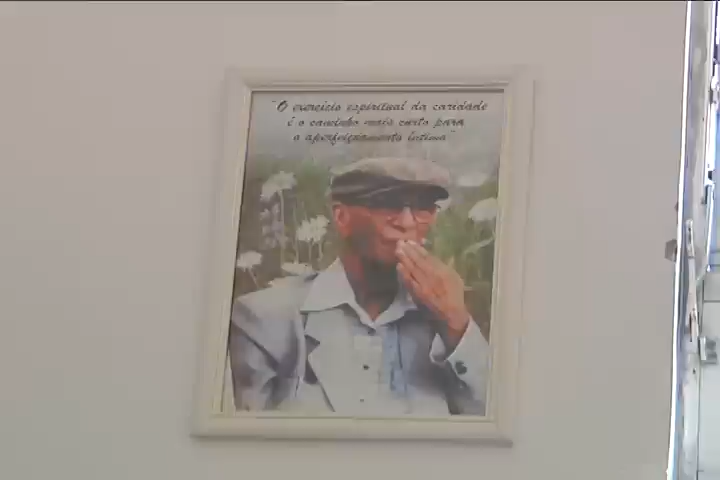 "O exercício espiritual da caridade
é o caminho mais curto para
o aperfeiçoamento íntimo"